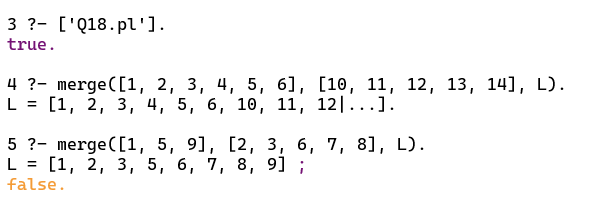 3 ?- ['Q18.pl'].
true.
4 ?- merge([1, 2, 3, 4, 5, 6], [10, 11, 12, 13, 14], L).
L = [1, 2, 3, 4, 5, 6, 10, 11, 12|...].
5 ?- merge([1, 5, 9], [2, 3, 6, 7, 8], L).
L = [1, 2, 3, 5, 6, 7, 8, 9] ;
false.